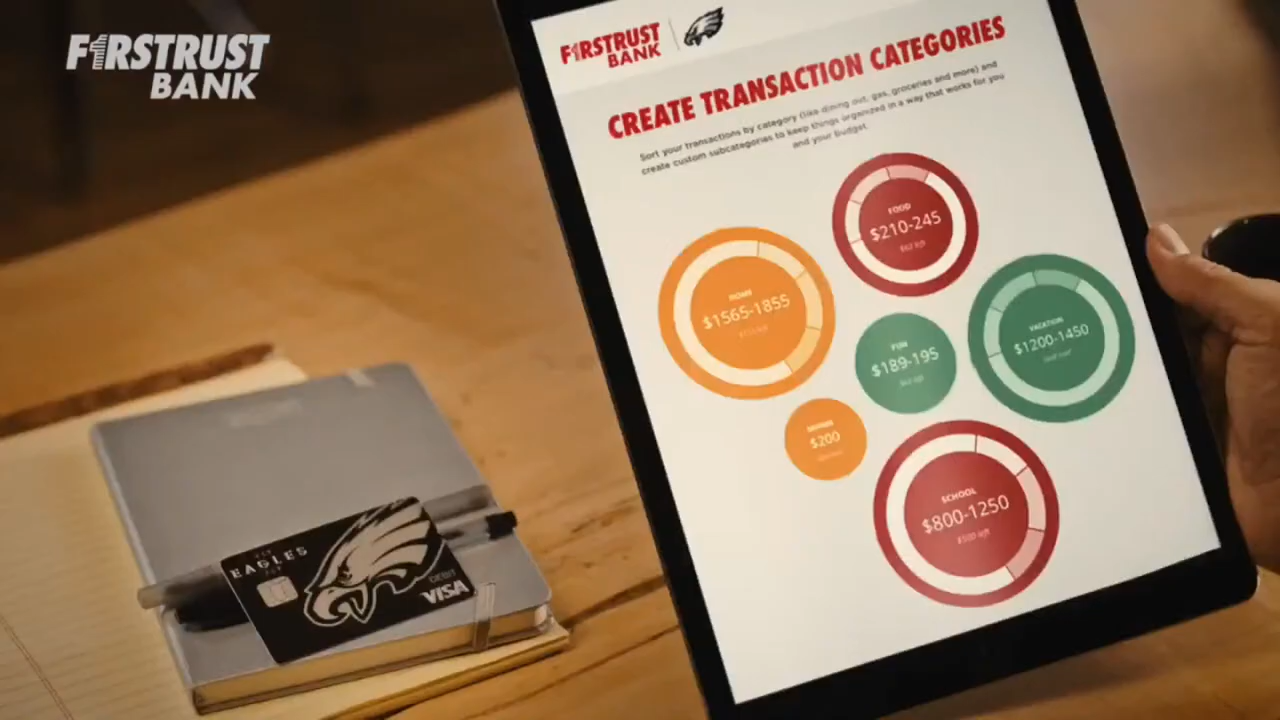 F1RSTRUST
BANK
F1RSTRUST
BANK
CREATE TRANSACTION CATEGORIES
Sort your transactions by category (like dining out, gas, groceries and more) and
create custom subcategories to keep things organized in a way that works for you
and your budget.
FOOD
$210-245
HOME
$1565-1855
VACATION
$1200-1450
FUN
$189-195
$200
SCHOOL
$800-1250
EAGLES
DEBIT
VISA